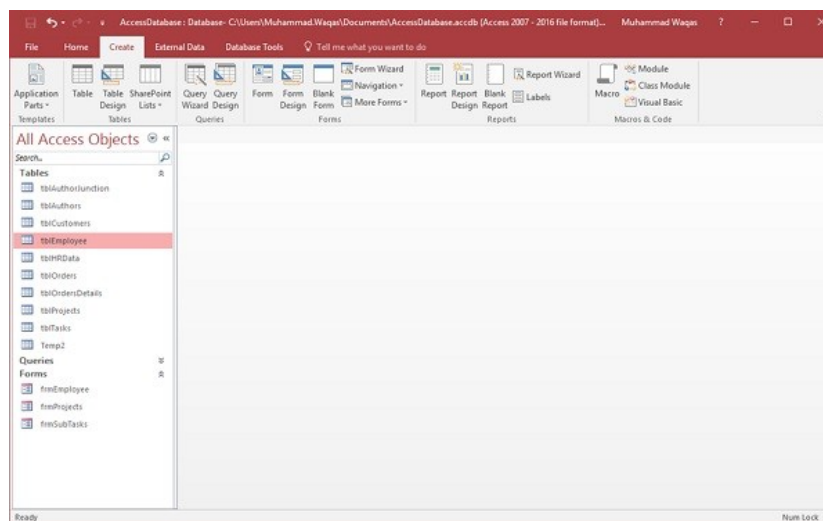 AccessDatabase : Database- C:\Users\Muhammad.Waqas\Documents\AccessDatabase.accdb (Access 2007 - 2016 file format)... Muhammad Waqas ?
File Home Create External Data Database Tools Tell me what you want to do
Application Parts Table Table Design SharePoint Lists Query Wizard Query Design Form Form Design Blank Form Form Wizard Navigation More Forms Report Report Design Blank Report Report Wizard Labels Macro Module Class Module Visual Basic
Templates Tables Queries Forms Reports Macros & Code
All Access Objects
Search...
Tables
tblAuthorJunction
tblAuthors
tblCustomers
tblEmployee
tblHRData
tblOrders
tblOrdersDetails
tblProjects
tblTasks
Temp2
Queries
Forms
frmEmployee
frmProjects
frmSubTasks
Ready Num Lock